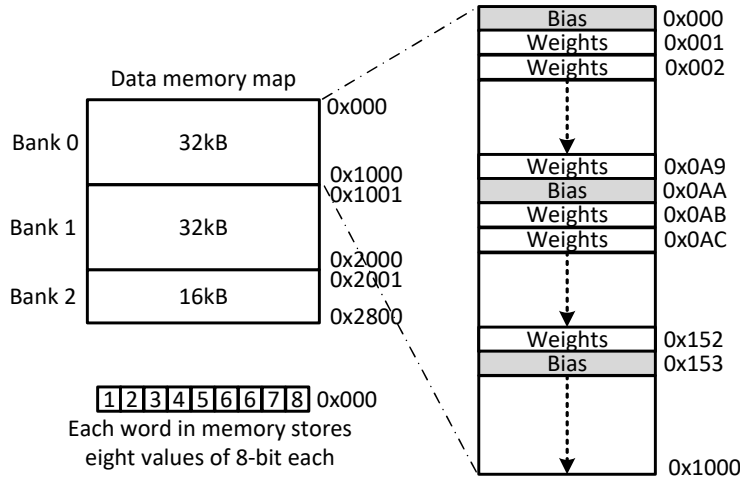 Data memory map
Bank 0
32kB
0x000
0x1000
Bank 1
32kB
0x1001
0x2000
Bank 2
16kB
0x2001
0x2800
1 2 3 4 5 6 6 7 8 0x000
Each word in memory stores
eight values of 8-bit each
Bias 0x000
Weights 0x001
Weights 0x002
Weights 0x0A9
Bias 0x0AA
Weights 0x0AB
Weights 0x0AC
Weights 0x152
Bias 0x153
0x1000